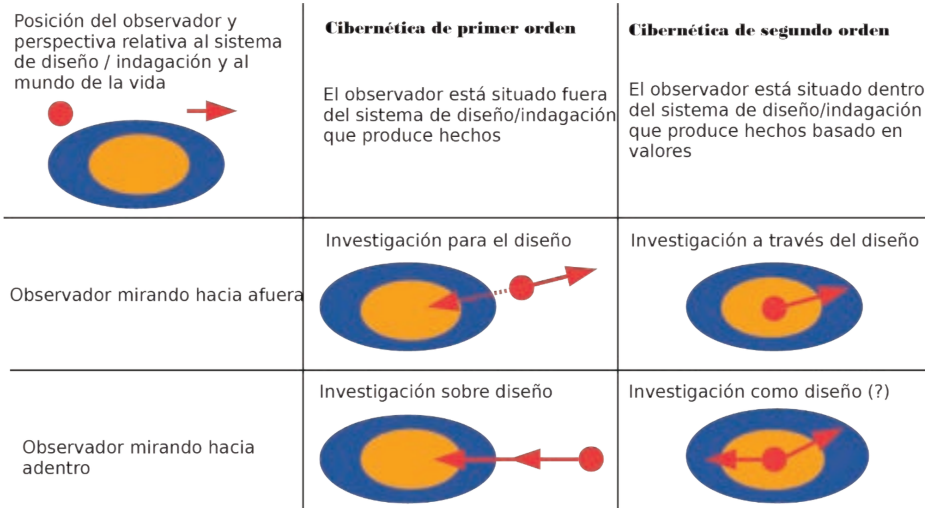 Posición del observador y
perspectiva relativa al sistema
de diseño / indagación y al
mundo de la vida
Cibernética de primer orden
El observador está situado fuera
del sistema de diseño/indagación
que produce hechos
Cibernética de segundo orden
El observador está situado dentro
del sistema de diseño/indagación
que produce hechos basado en
valores
Observador mirando hacia afuera
Investigación para el diseño
Investigación a través del diseño
Observador mirando hacia
adentro
Investigación sobre diseño
Investigación como diseño (?)